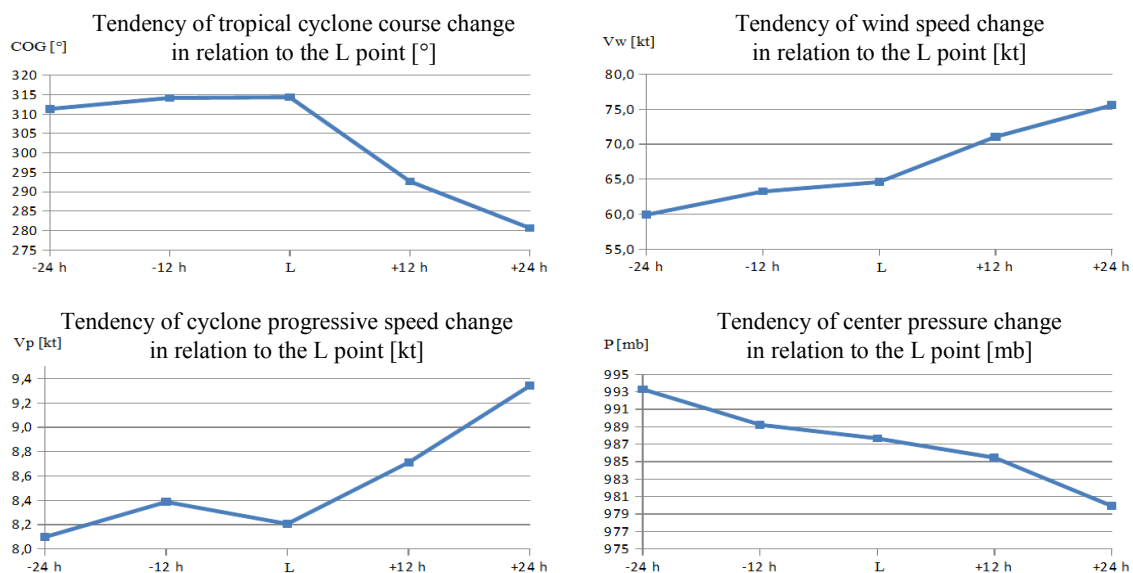 Tendency of tropical cyclone course change
in relation to the L point [°]
COG [°]
320
315
310
305
300
295
290
285
280
275
-24 h
-12 h
L
+12 h
+24 h
Tendency of wind speed change
in relation to the L point [kt]
Vw [kt]
80,0
75,0
70,0
65,0
60,0
55,0
-24 h
-12 h
L
+12 h
+24 h
Tendency of cyclone progressive speed change
in relation to the L point [kt]
Vp [kt]
9,4
9,2
9,0
8,8
8,6
8,4
8,2
8,0
-24 h
-12 h
L
+12 h
+24 h
Tendency of center pressure change
in relation to the L point [mb]
P [mb]
995
993
991
989
987
985
983
981
979
977
975
-24 h
-12 h
L
+12 h
+24 h